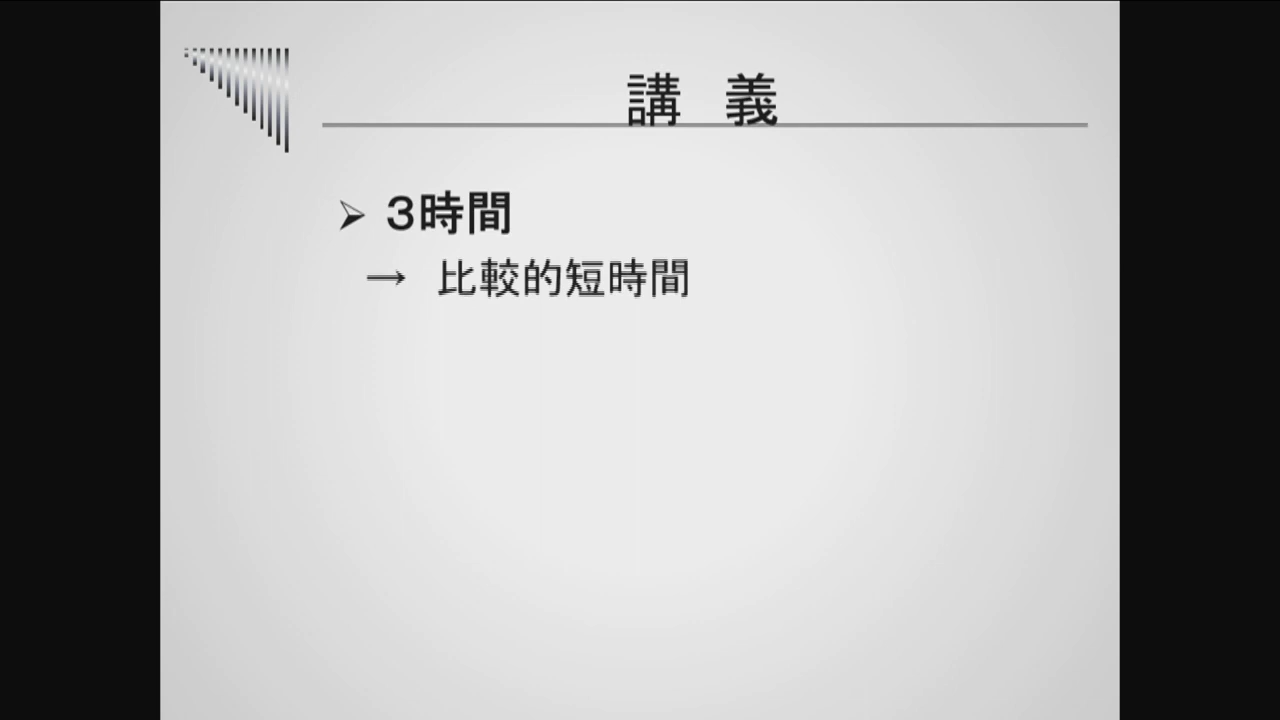 講 義
➢ 3時間
→ 比較的短時間